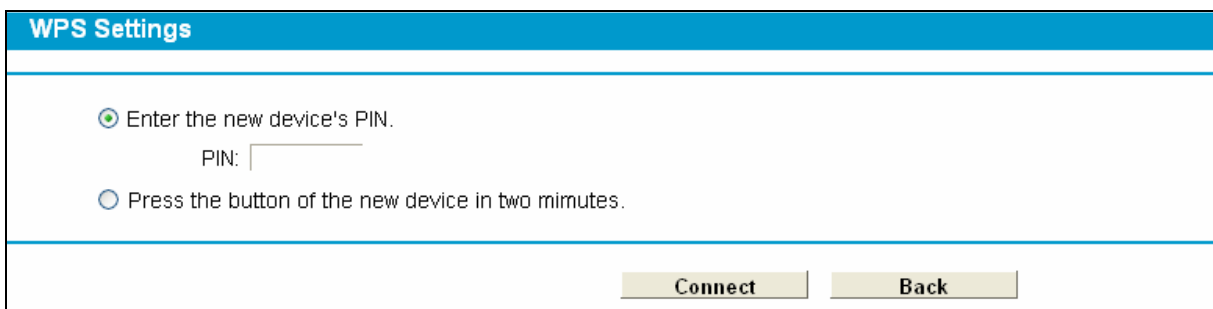 WPS Settings
Enter the new device's PIN.
PIN:
Press the button of the new device in two mimutes.
Connect Back